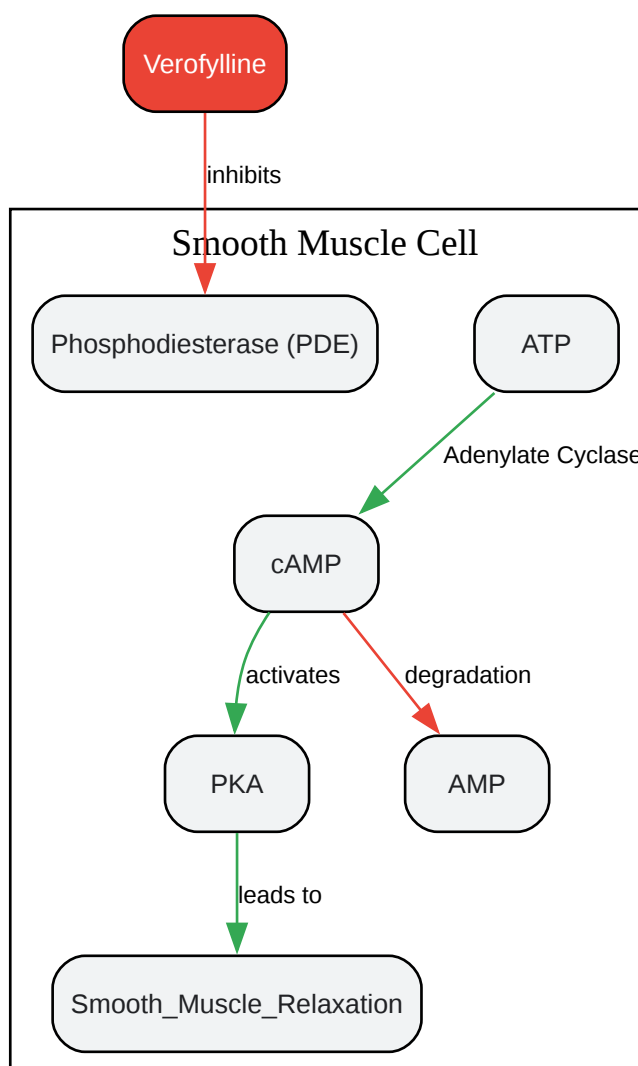 Verofylline
inhibits
Smooth Muscle Cell
Phosphodiesterase (PDE)
ATP
Adenylate Cyclase
cAMP
activates
degradation
PKA
AMP
leads to
Smooth_Muscle_Relaxation